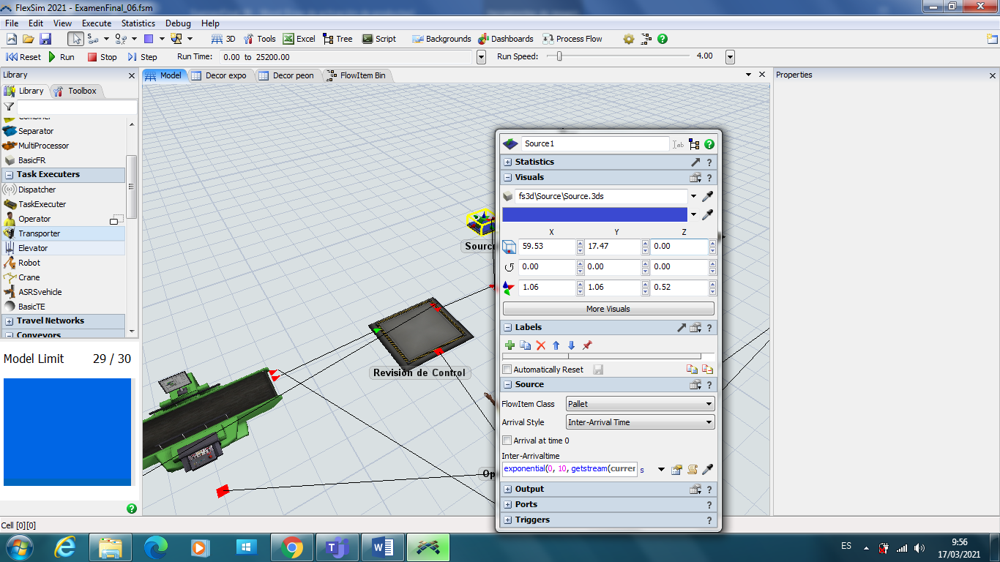 FlexSim 2021 - ExamenFinal_06.fsm
File Edit View Execute Statistics Debug Help
3D Tools Excel Tree Script Backgrounds Dashboards Process Flow
Reset Run Stop Step Run Time: 0.00 to 25200.00 Run Speed: 4.00
Library
Model Decor expo Decor peon FlowItem Bin
Properties
Library Toolbox
Combiner
Separator
MultiProcessor
BasicFR
Task Executers
Dispatcher
TaskExecuter
Operator
Transporter
Elevator
Robot
Crane
ASRSvehicle
BasicTE
Travel Networks
Conveyors
Model Limit 29 / 30
Source
Revisión de Control
Op
Source1
Statistics
Visuals
fs3d\Source\Source.3ds
X Y Z
59.53 17.47 0.00
0.00 0.00 0.00
1.06 1.06 0.52
More Visuals
Labels
Automatically Reset
Source
FlowItem Class Pallet
Arrival Style Inter-Arrival Time
Arrival at time 0
Inter-Arrivaltime
exponential(0, 10, getstream(curren s
Output
Ports
Triggers
Cell [0][0]
ES 9:56
17/03/2021